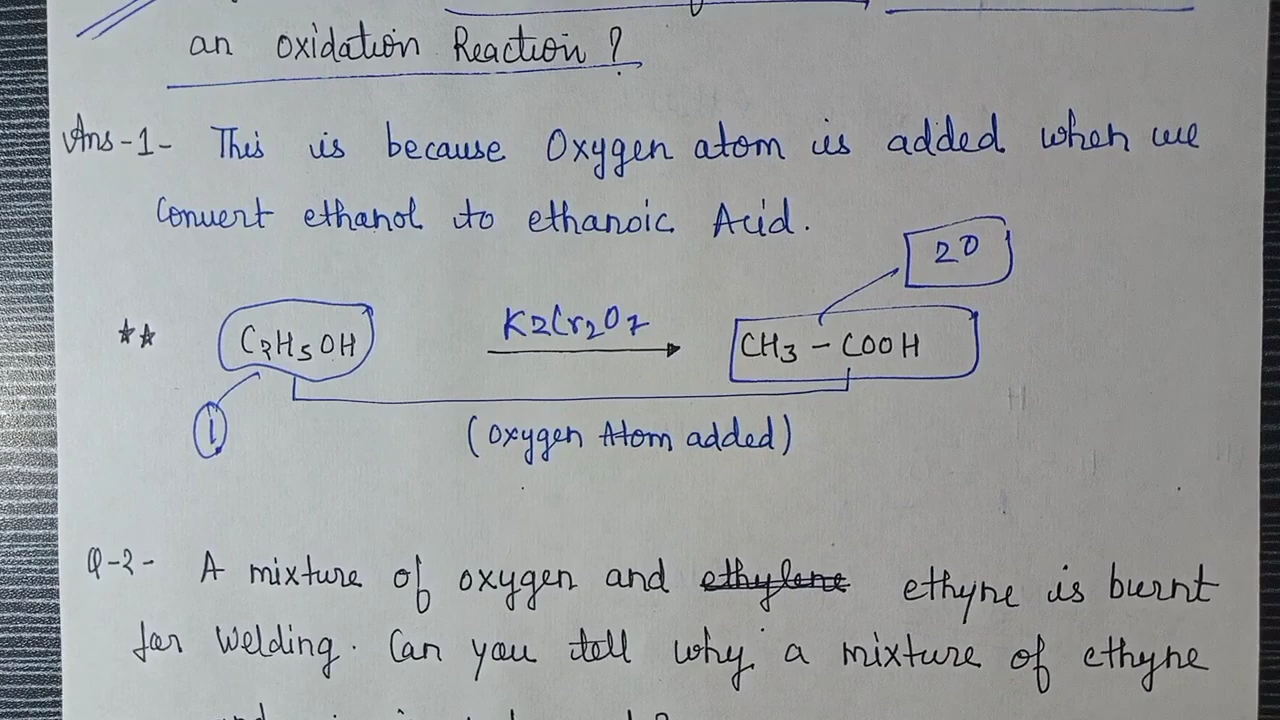 an oxidation Reaction ?
Ans-1- This is because Oxygen atom is added when we
Convert ethanol to ethanoic Acid.
2O
** C2H5OH K2Cr2O7 CH3 - COOH
1
(Oxygen Atom added)
Q-2- A mixture of oxygen and ethylene ethyne is burnt
for Welding. Can you tell why a mixture of ethyne